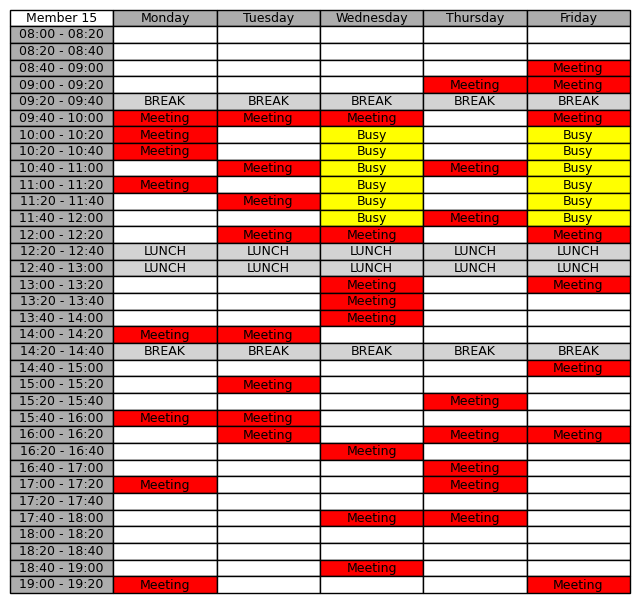 Member 15 Monday Tuesday Wednesday Thursday Friday
08:00 - 08:20
08:20 - 08:40
08:40 - 09:00 Meeting
09:00 - 09:20 Meeting Meeting
09:20 - 09:40 BREAK BREAK BREAK BREAK BREAK
09:40 - 10:00 Meeting Meeting Meeting Meeting
10:00 - 10:20 Meeting Busy Busy
10:20 - 10:40 Meeting Busy Busy
10:40 - 11:00 Meeting Busy Meeting Busy
11:00 - 11:20 Meeting Busy Busy
11:20 - 11:40 Meeting Busy Busy
11:40 - 12:00 Busy Meeting Busy
12:00 - 12:20 Meeting Meeting Meeting
12:20 - 12:40 LUNCH LUNCH LUNCH LUNCH LUNCH
12:40 - 13:00 LUNCH LUNCH LUNCH LUNCH LUNCH
13:00 - 13:20 Meeting Meeting
13:20 - 13:40 Meeting
13:40 - 14:00 Meeting
14:00 - 14:20 Meeting Meeting
14:20 - 14:40 BREAK BREAK BREAK BREAK BREAK
14:40 - 15:00 Meeting
15:00 - 15:20 Meeting
15:20 - 15:40 Meeting
15:40 - 16:00 Meeting Meeting
16:00 - 16:20 Meeting Meeting Meeting
16:20 - 16:40 Meeting
16:40 - 17:00 Meeting
17:00 - 17:20 Meeting Meeting
17:20 - 17:40
17:40 - 18:00 Meeting Meeting
18:00 - 18:20
18:20 - 18:40
18:40 - 19:00 Meeting
19:00 - 19:20 Meeting Meeting